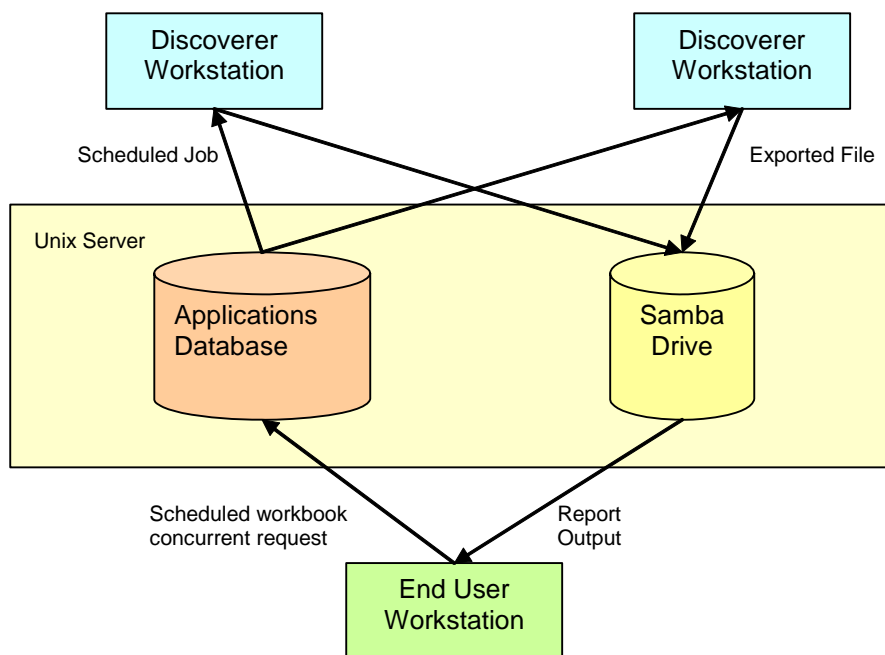 Discoverer
Workstation
Discoverer
Workstation
Scheduled Job
Exported File
Unix Server
Applications
Database
Samba
Drive
Scheduled workbook
concurrent request
Report
Output
End User
Workstation